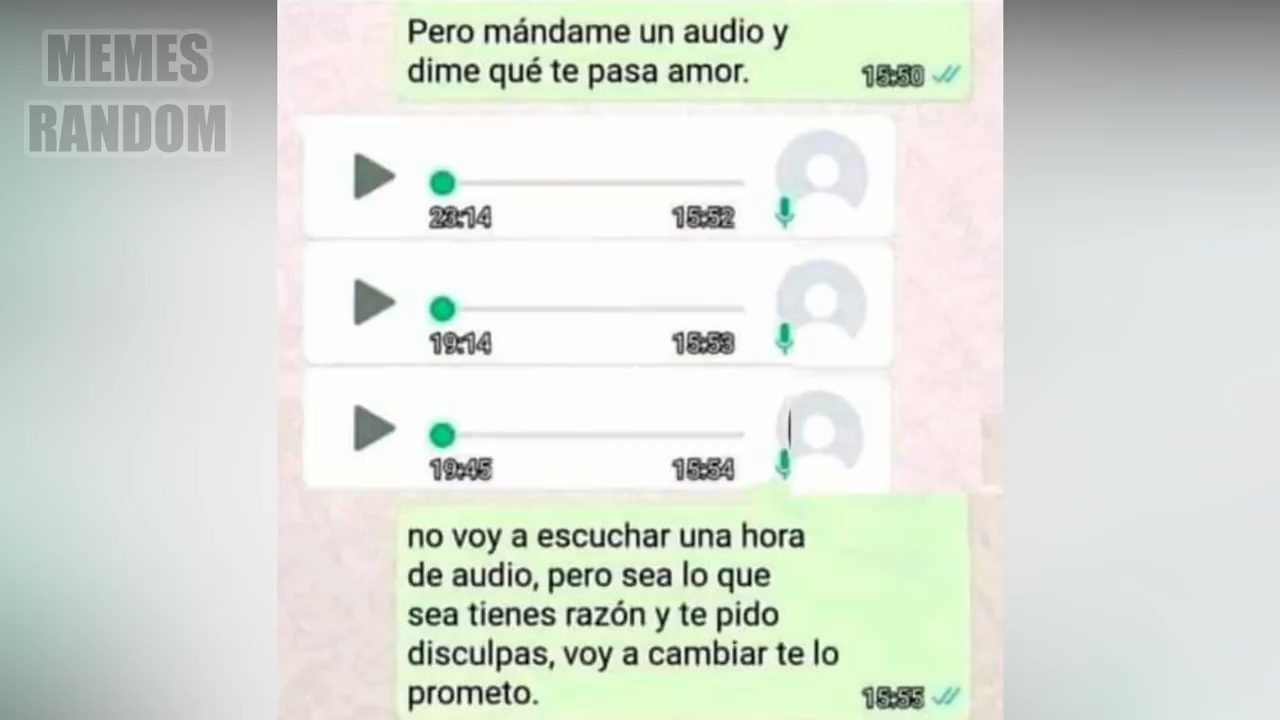 MEMES
RANDOM
Pero mándame un audio y
dime qué te pasa amor.
15:50
23:14 15:52
19:14 15:53
19:45 15:54
no voy a escuchar una hora
de audio, pero sea lo que
sea tienes razón y te pido
disculpas, voy a cambiar te lo
prometo.
15:55